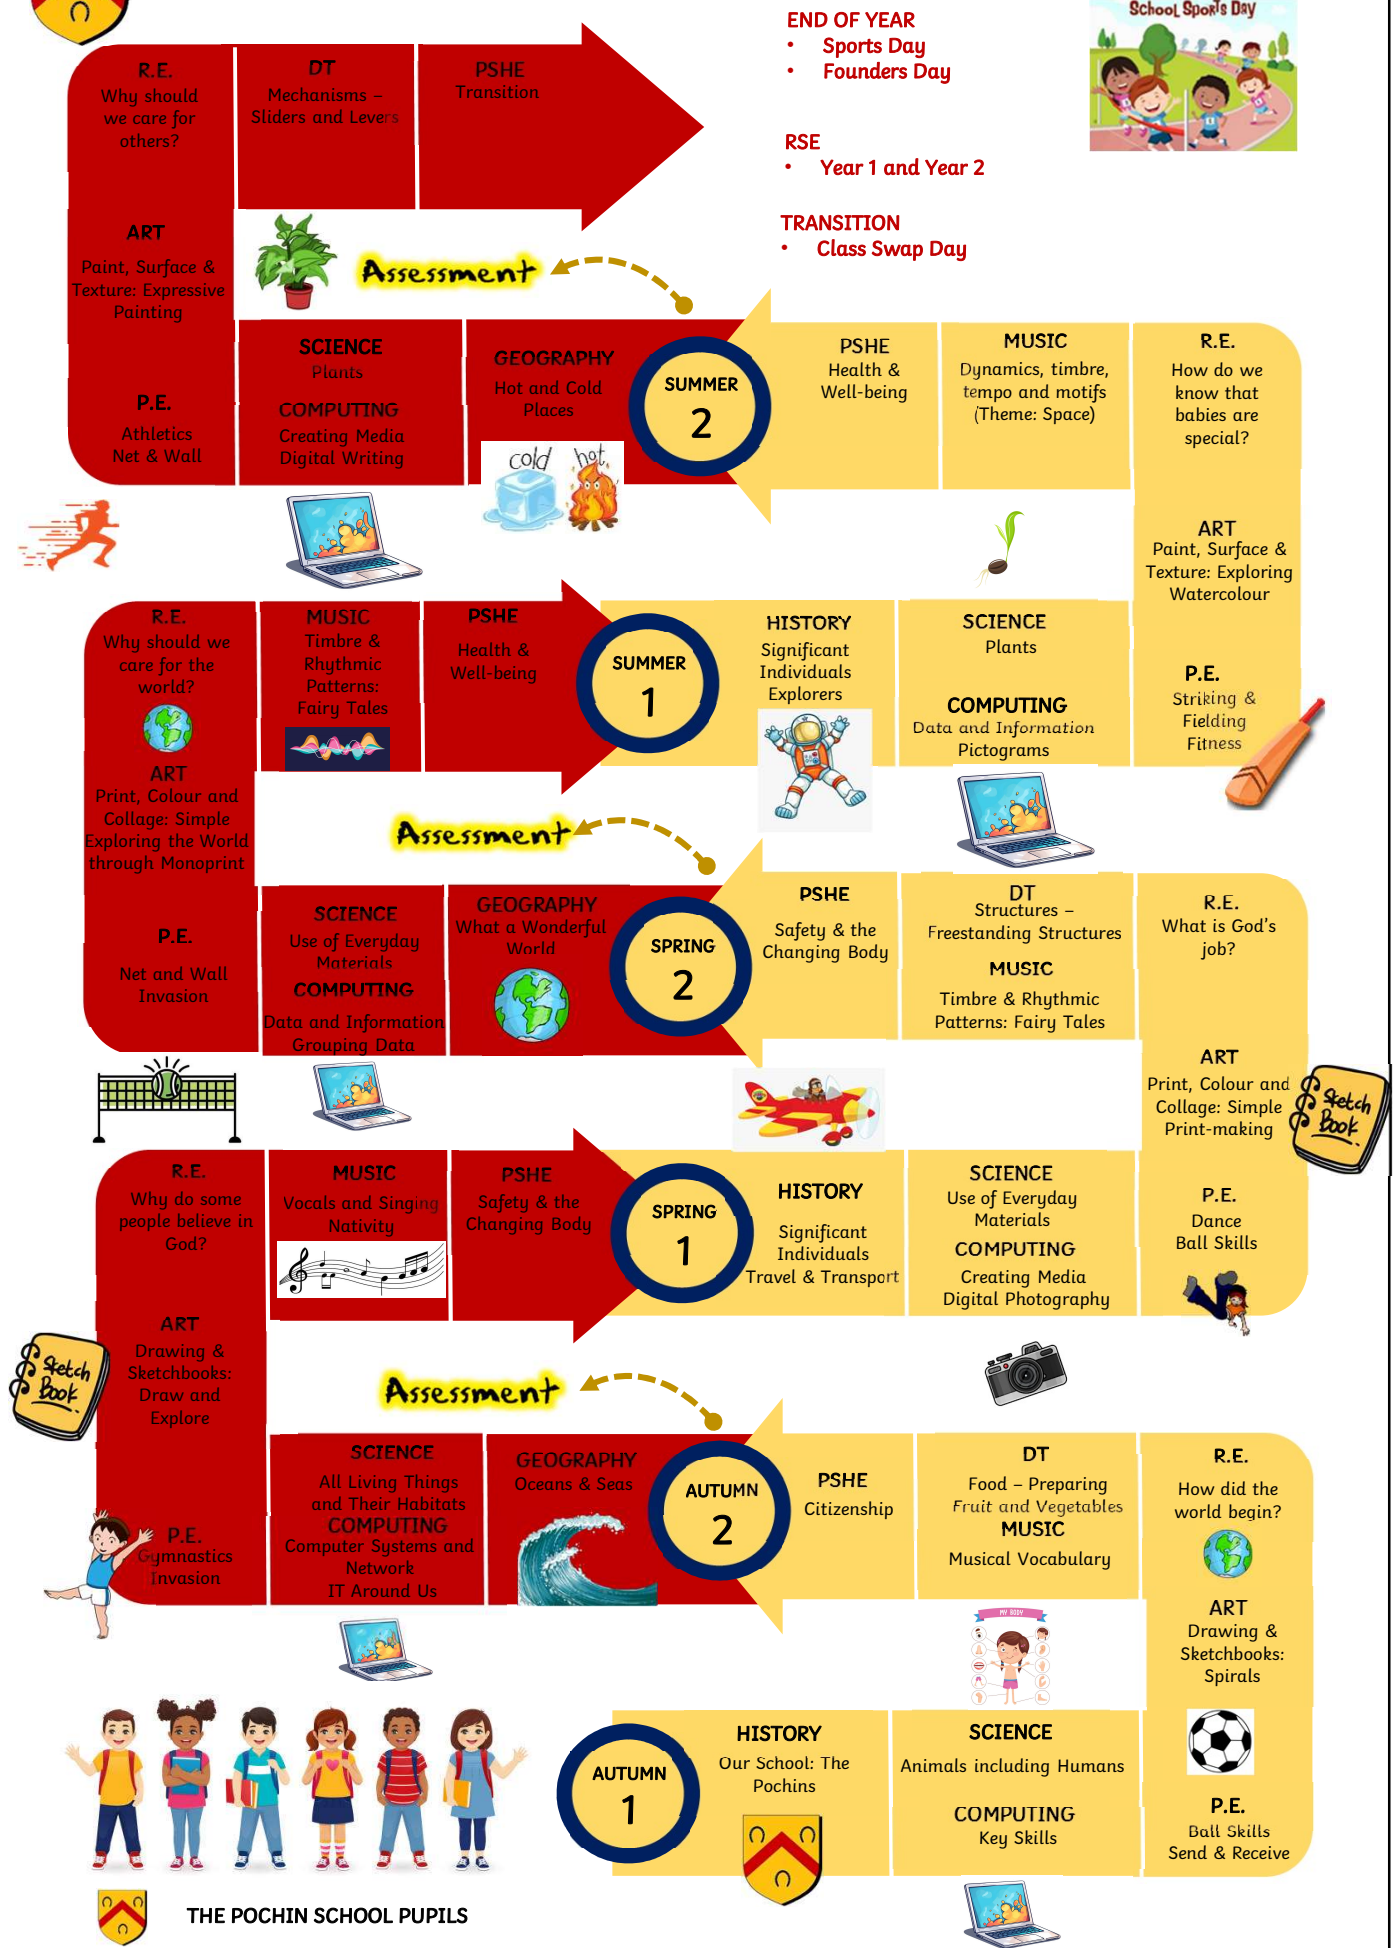 School Sports Day
END OF YEAR
• Sports Day
• Founders Day
RSE
• Year 1 and Year 2
TRANSITION
• Class Swap Day
R.E.
Why should
we care for
others?
DT
Mechanisms –
Sliders and Levers
PSHE
Transition
ART
Paint, Surface &
Texture: Expressive
Painting
P.E.
Athletics
Net & Wall
Assessment
SCIENCE
Plants
COMPUTING
Creating Media
Digital Writing
GEOGRAPHY
Hot and Cold
Places
cold hot
SUMMER
2
PSHE
Health &
Well-being
MUSIC
Dynamics, timbre,
tempo and motifs
(Theme: Space)
R.E.
How do we
know that
babies are
special?
ART
Paint, Surface &
Texture: Exploring
Watercolour
P.E.
Striking &
Fielding
Fitness
R.E.
Why should we
care for the
world?
MUSIC
Timbre &
Rhythmic
Patterns:
Fairy Tales
PSHE
Health &
Well-being
SUMMER
1
HISTORY
Significant
Individuals
Explorers
SCIENCE
Plants
COMPUTING
Data and Information
Pictograms
ART
Print, Colour and
Collage: Simple
Exploring the World
through Monoprint
P.E.
Net and Wall
Invasion
Assessment
SCIENCE
Use of Everyday
Materials
COMPUTING
Data and Information
Grouping Data
GEOGRAPHY
What a Wonderful
World
SPRING
2
PSHE
Safety & the
Changing Body
DT
Structures –
Freestanding Structures
MUSIC
Timbre & Rhythmic
Patterns: Fairy Tales
R.E.
What is God's
job?
ART
Print, Colour and
Collage: Simple
Print-making
Sketch
Book
P.E.
Dance
Ball Skills
R.E.
Why do some
people believe in
God?
MUSIC
Vocals and Singing
Nativity
PSHE
Safety & the
Changing Body
SPRING
1
HISTORY
Significant
Individuals
Travel & Transport
SCIENCE
Use of Everyday
Materials
COMPUTING
Creating Media
Digital Photography
ART
Drawing &
Sketchbooks:
Draw and
Explore
Sketch
Book
P.E.
Gymnastics
Invasion
Assessment
SCIENCE
All Living Things
and Their Habitats
COMPUTING
Computer Systems and
Network
IT Around Us
GEOGRAPHY
Oceans & Seas
AUTUMN
2
PSHE
Citizenship
DT
Food – Preparing
Fruit and Vegetables
MUSIC
Musical Vocabulary
R.E.
How did the
world begin?
ART
Drawing &
Sketchbooks:
Spirals
MY BODY
P.E.
Ball Skills
Send & Receive
AUTUMN
1
HISTORY
Our School: The
Pochins
SCIENCE
Animals including Humans
COMPUTING
Key Skills
THE POCHIN SCHOOL PUPILS